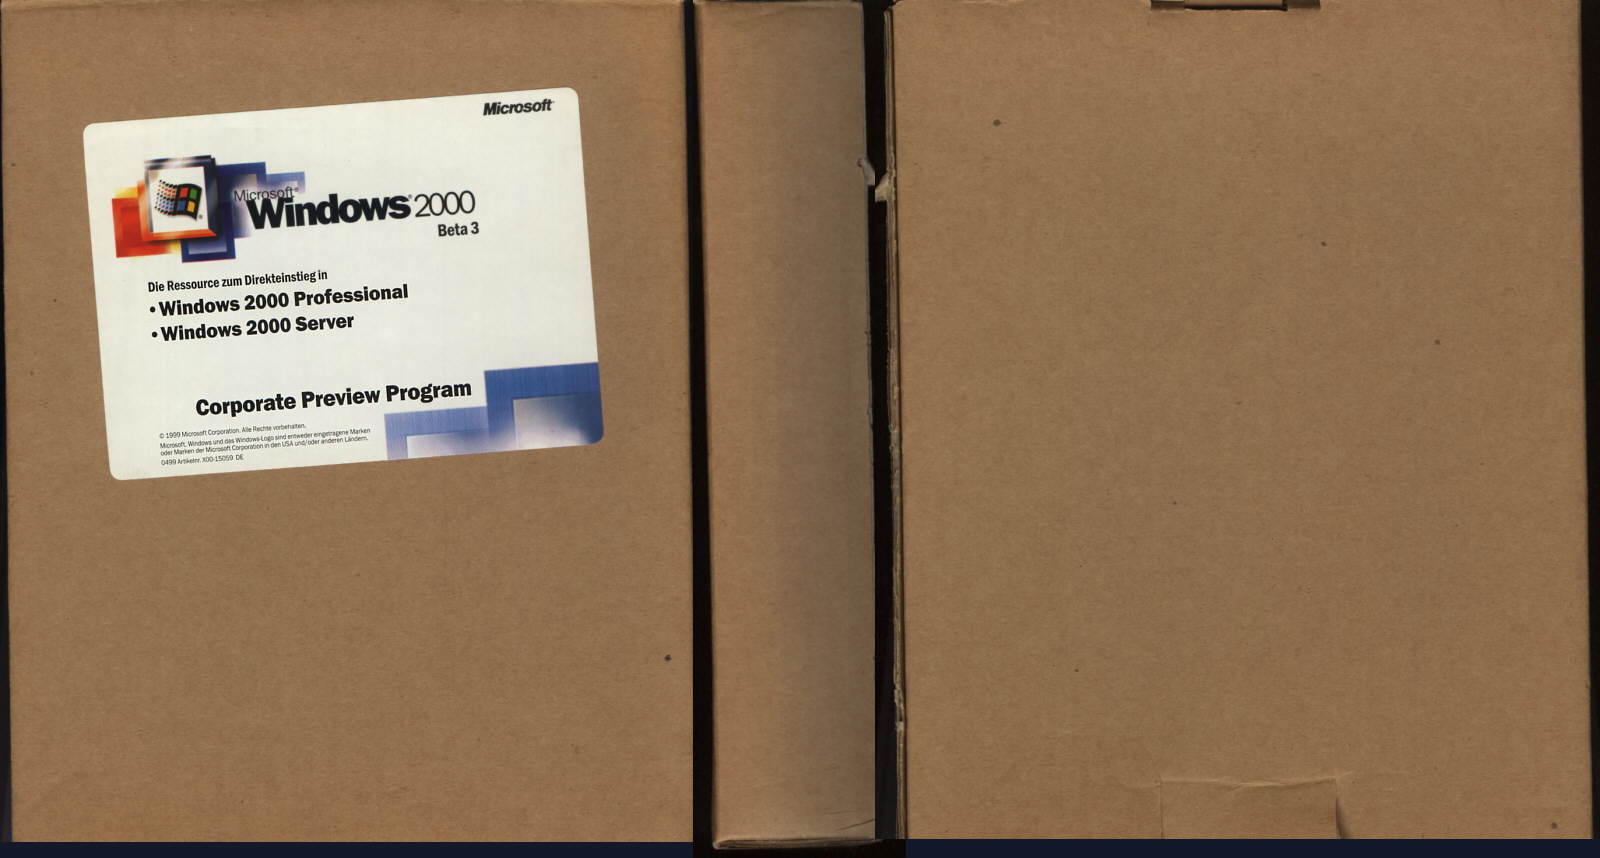 Microsoft
Microsoft®
Windows® 2000
Beta 3
Die Ressource zum Direkteinstieg in
• Windows 2000 Professional
• Windows 2000 Server
Corporate Preview Program
© 1999 Microsoft Corporation. Alle Rechte vorbehalten.
Microsoft, Windows und das Windows-Logo sind entweder eingetragene Marken
oder Marken der Microsoft Corporation in den USA und/oder anderen Ländern.
0499 Artikelnr. X00-15059 DE